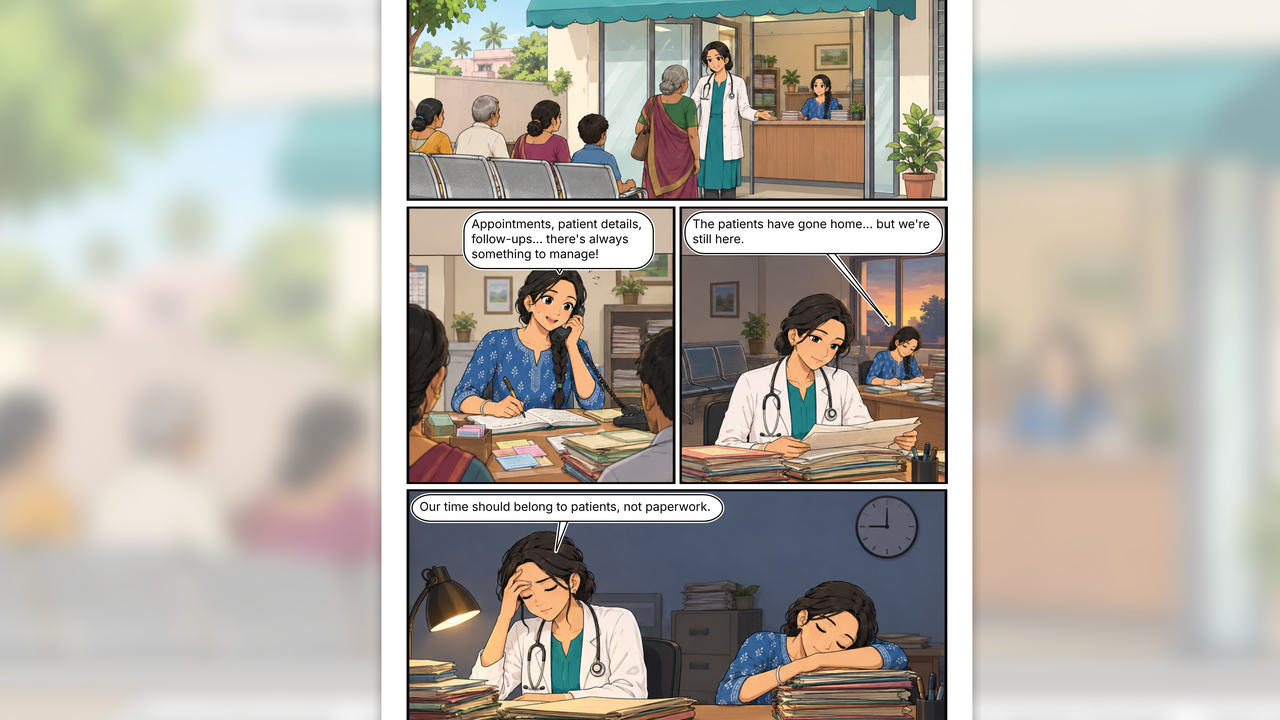 Appointments, patient details,
follow-ups... there's always
something to manage!
The patients have gone home... but we're
still here.
Our time should belong to patients, not paperwork.